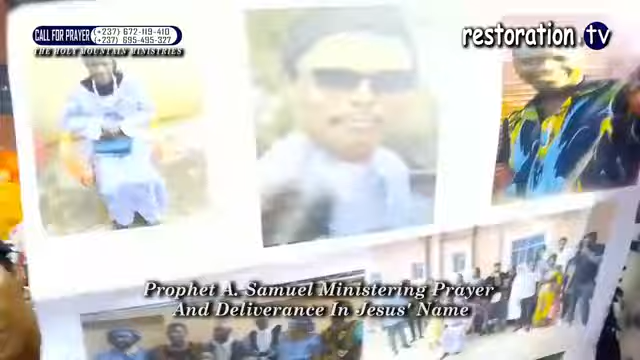 CALL FOR PRAYER
(+237) 672-119-410
(+237) 695-495-327
THE HOLY MOUNTAIN MINISTRIES
restoration tv
Prophet A. Samuel Ministering Prayer
And Deliverance In Jesus' Name